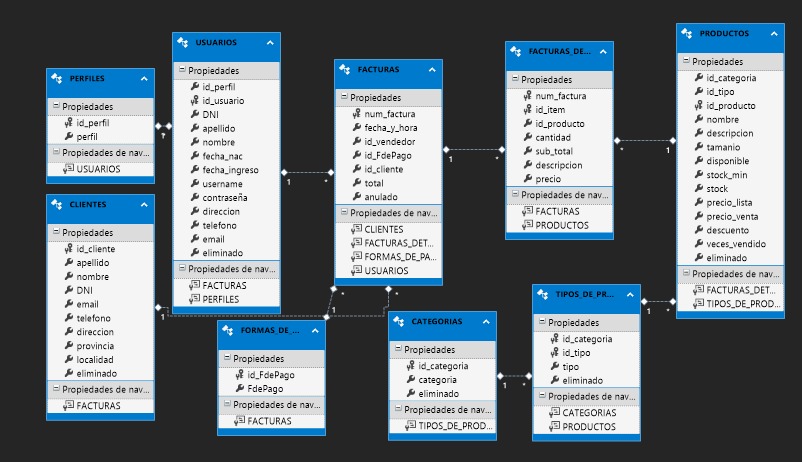 PERFILES
Propiedades
id_perfil
perfil
Propiedades de nav...
USUARIOS
CLIENTES
Propiedades
id_cliente
apellido
nombre
DNI
email
telefono
direccion
provincia
localidad
eliminado
Propiedades de nav...
FACTURAS
USUARIOS
Propiedades
id_perfil
id_usuario
DNI
apellido
nombre
fecha_nac
fecha_ingreso
username
contraseña
direccion
telefono
email
eliminado
Propiedades de nav...
FACTURAS
PERFILES
FORMAS_DE_...
Propiedades
id_FdePago
FdePago
Propiedades de nav...
FACTURAS
FACTURAS
Propiedades
num_factura
fecha_y_hora
id_vendedor
id_FdePago
id_cliente
total
anulado
Propiedades de nav...
CLIENTES
FACTURAS_DET...
FORMAS_DE_PA...
USUARIOS
CATEGORIAS
Propiedades
id_categoria
categoria
eliminado
Propiedades de nav...
TIPOS_DE_PROD...
FACTURAS_DE...
Propiedades
num_factura
id_item
id_producto
cantidad
sub_total
descripcion
precio
Propiedades de nav...
FACTURAS
PRODUCTOS
TIPOS_DE_PR...
Propiedades
id_categoria
id_tipo
tipo
eliminado
Propiedades de nav...
CATEGORIAS
PRODUCTOS
PRODUCTOS
Propiedades
id_categoria
id_tipo
id_producto
nombre
descripcion
tamanio
disponible
stock_min
stock
precio_lista
precio_venta
descuento
veces_vendido
eliminado
Propiedades de nav...
FACTURAS_DET...
TIPOS_DE_PROD...
1
*
1
*
*
1
1
*
1
*
1
*
1
*